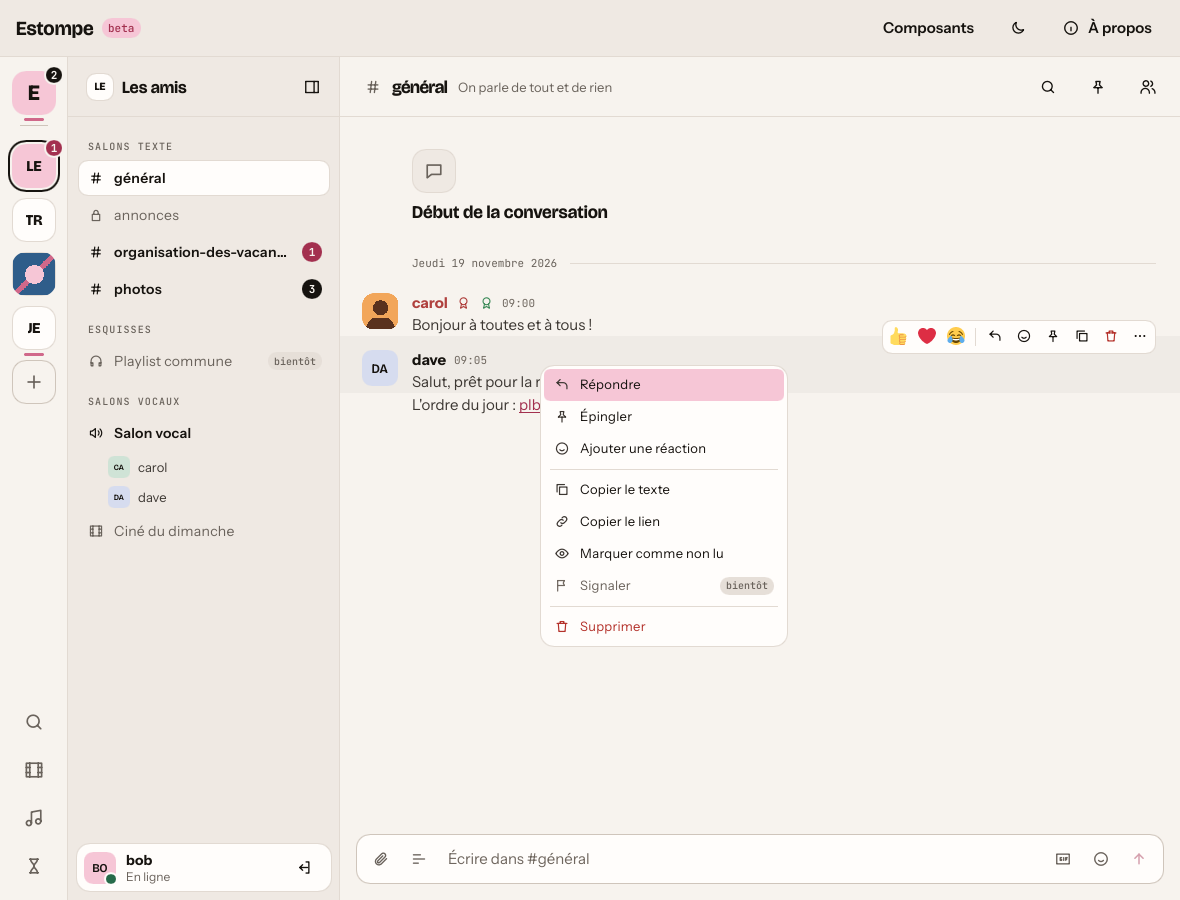 Estompe beta
Composants
À propos
E 2
LE 1
TR
JE
LE Les amis
SALONS TEXTE
# général
annonces
# organisation-des-vacan... 1
# photos 3
ESQUISSES
Playlist commune bientôt
SALONS VOCAUX
Salon vocal
CA carol
DA dave
Ciné du dimanche
BO bob
En ligne
# général On parle de tout et de rien
Début de la conversation
Jeudi 19 novembre 2026
carol 09:00
Bonjour à toutes et à tous !
DA dave 09:05
Salut, prêt pour la
L'ordre du jour :
Répondre
Épingler
Ajouter une réaction
Copier le texte
Copier le lien
Marquer comme non lu
Signaler bientôt
Supprimer
Écrire dans #général
GIF